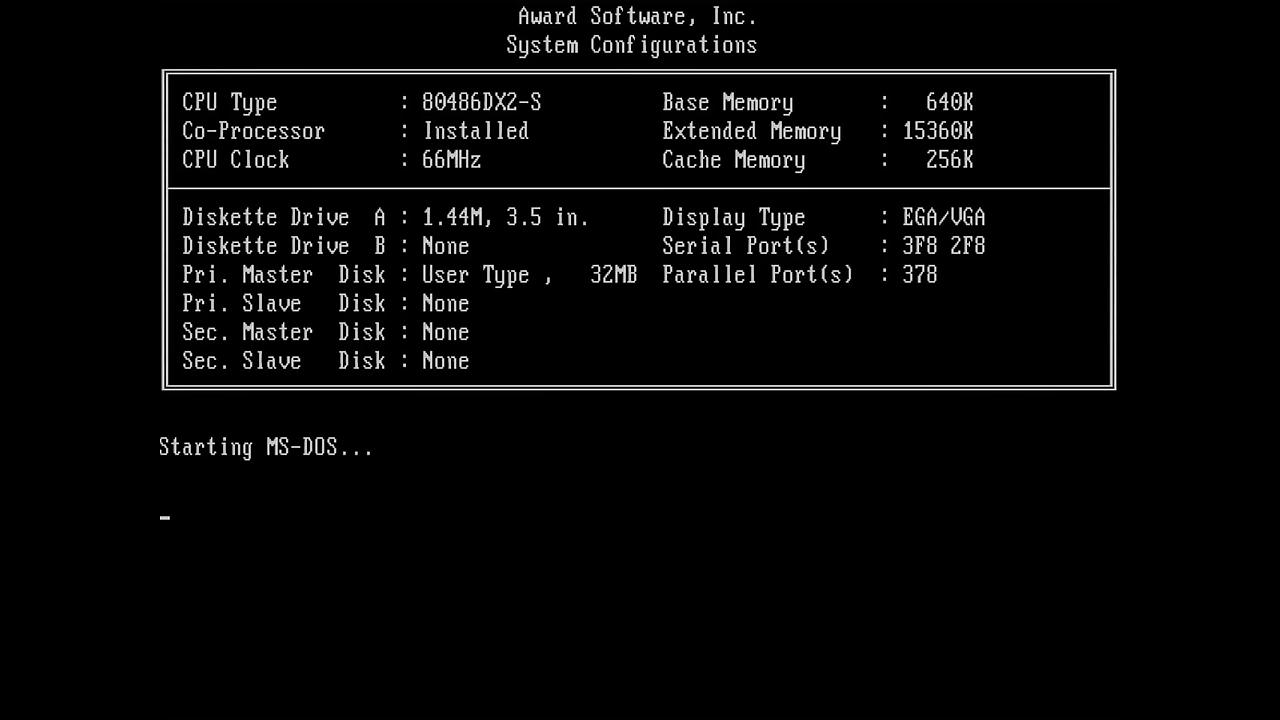 Award Software, Inc.
System Configurations
CPU Type : 80486DX2-S Base Memory : 640K
Co-Processor : Installed Extended Memory : 15360K
CPU Clock : 66MHz Cache Memory : 256K
Diskette Drive A : 1.44M, 3.5 in. Display Type : EGA/VGA
Diskette Drive B : None Serial Port(s) : 3F8 2F8
Pri. Master Disk : User Type , 32MB Parallel Port(s) : 378
Pri. Slave Disk : None
Sec. Master Disk : None
Sec. Slave Disk : None
Starting MS-DOS...